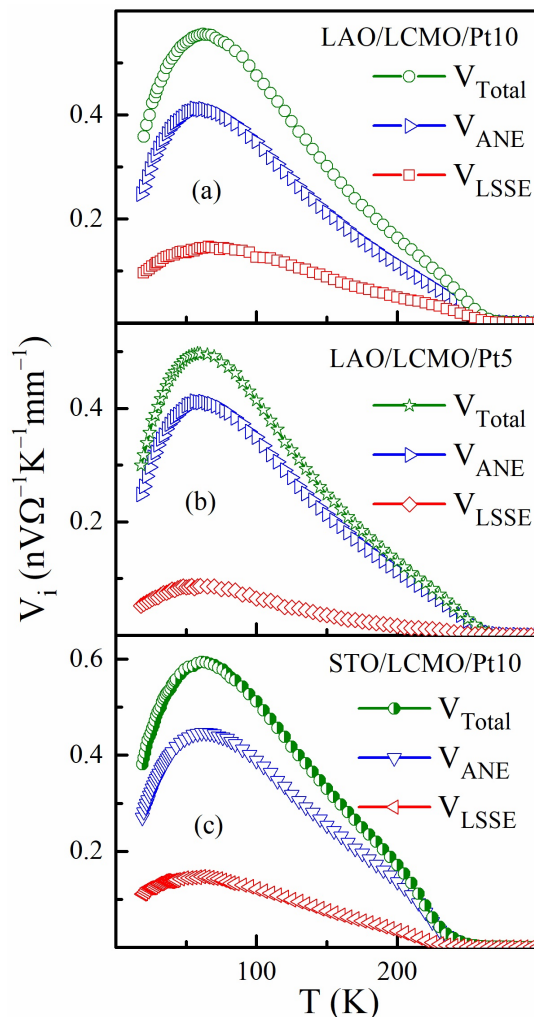 LAO/LCMO/Pt10
V_Total
V_ANE
V_LSSE
0.4
0.2
(a)
LAO/LCMO/Pt5
V_Total
V_ANE
V_LSSE
0.4
0.2
(b)
V_i (nVΩ⁻¹K⁻¹mm⁻¹)
STO/LCMO/Pt10
V_Total
V_ANE
V_LSSE
0.6
0.4
0.2
(c)
100 200
T (K)